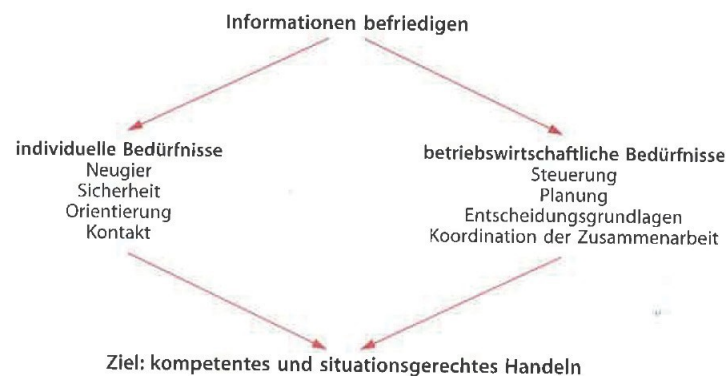 Informationen befriedigen
individuelle Bedürfnisse
Neugier
Sicherheit
Orientierung
Kontakt
betriebswirtschaftliche Bedürfnisse
Steuerung
Planung
Entscheidungsgrundlagen
Koordination der Zusammenarbeit
Ziel: kompetentes und situationsgerechtes Handeln